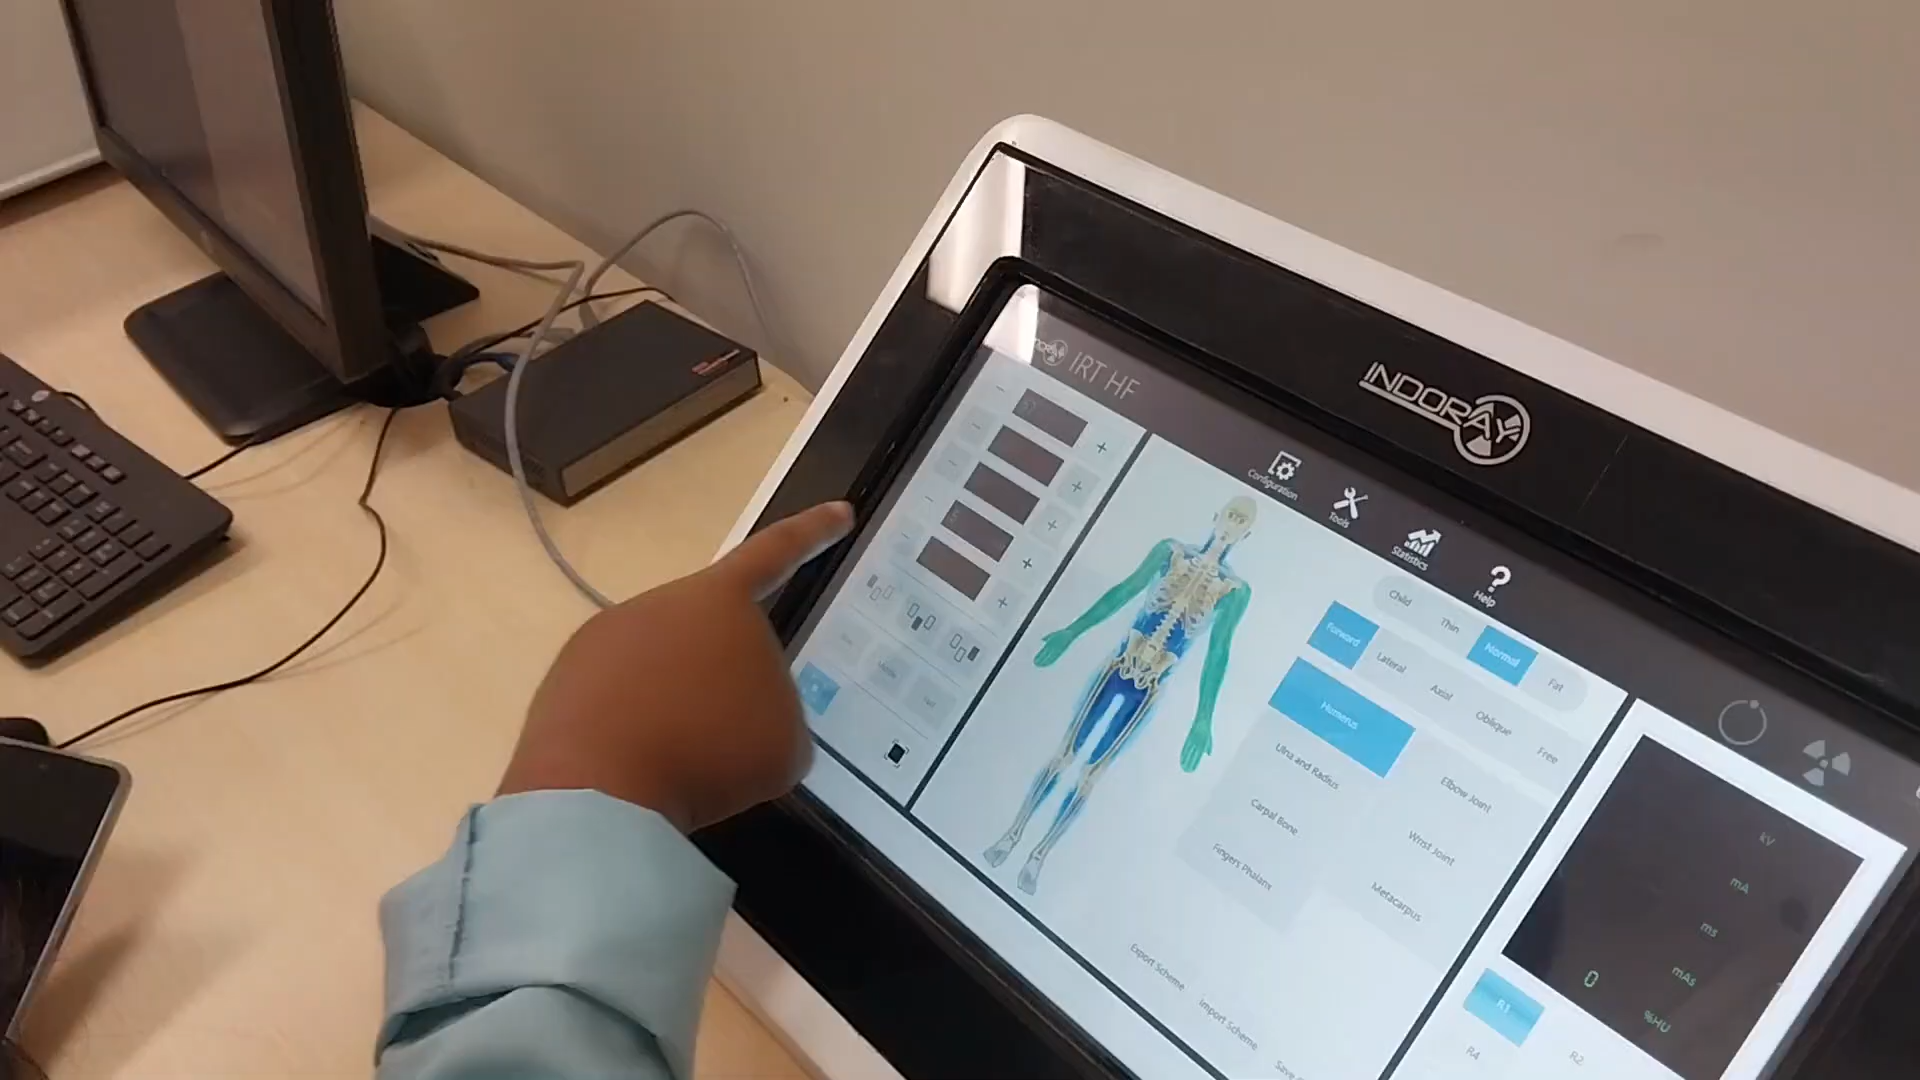 INDORAY
IRT HF
Configuration
Tools
Statistics
Help
Child
Thin
Normal
Fat
Forward
Lateral
Axial
Oblique
Free
Humerus
Ulna and Radius
Elbow Joint
Carpal Bone
Wrist Joint
Fingers Phalanx
Metacarpus
Export Scheme
Import Scheme
kV
mA
ms
mAs
0
%HU
R1
R2
R4